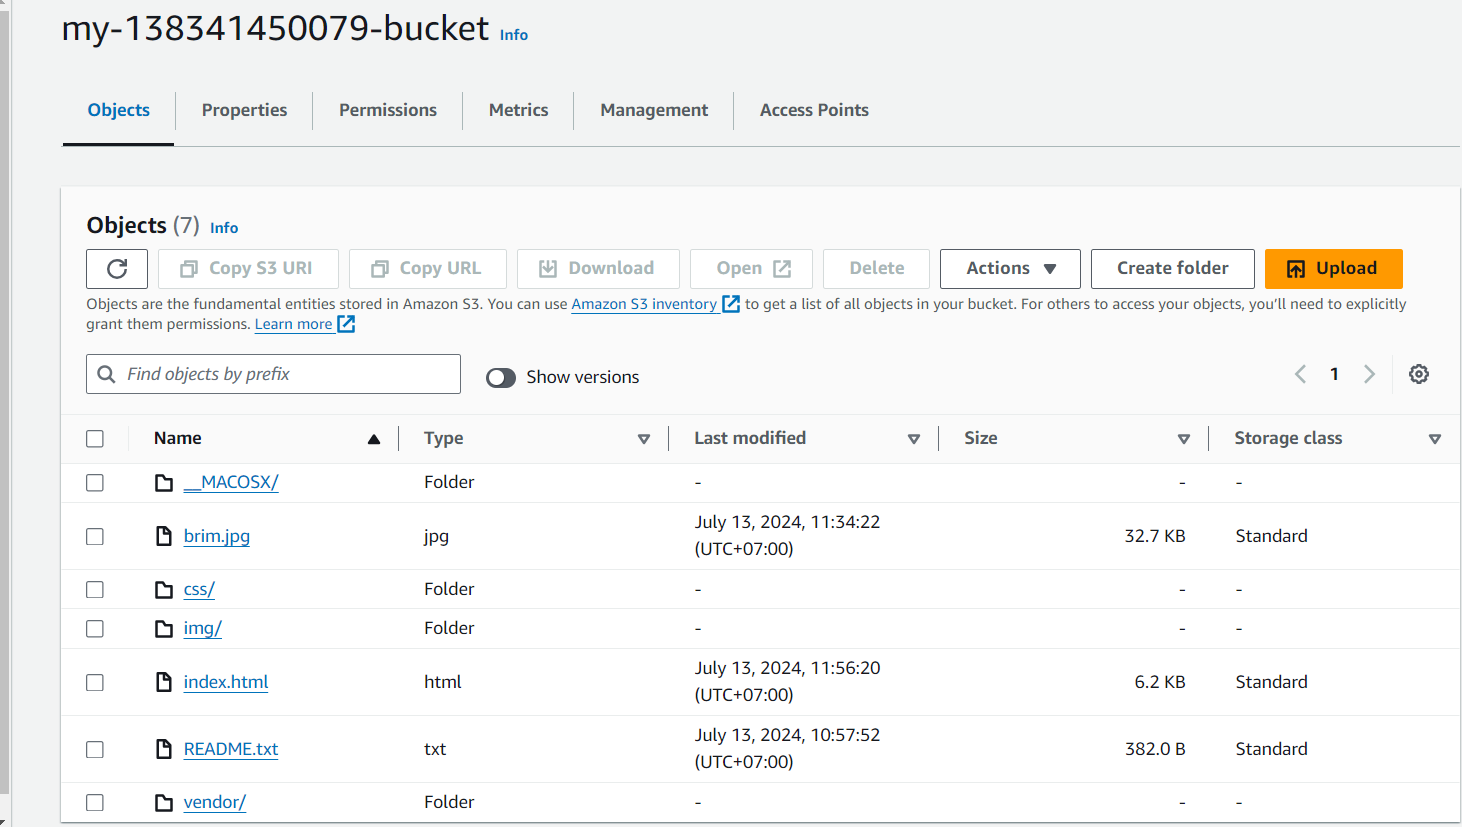 my-138341450079-bucket Info
Objects Properties Permissions Metrics Management Access Points
Objects (7) Info
Copy S3 URI Copy URL Download Open Delete Actions Create folder Upload
Objects are the fundamental entities stored in Amazon S3. You can use Amazon S3 inventory to get a list of all objects in your bucket. For others to access your objects, you'll need to explicitly
grant them permissions. Learn more
Find objects by prefix Show versions 1
Name Type Last modified Size Storage class
__MACOSX/ Folder - - -
brim.jpg jpg July 13, 2024, 11:34:22 (UTC+07:00) 32.7 KB Standard
css/ Folder - - -
img/ Folder - - -
index.html html July 13, 2024, 11:56:20 (UTC+07:00) 6.2 KB Standard
README.txt txt July 13, 2024, 10:57:52 (UTC+07:00) 382.0 B Standard
vendor/ Folder - - -